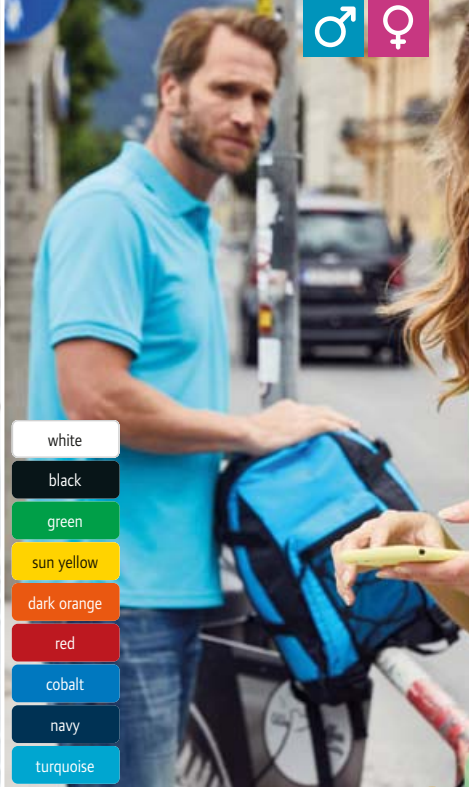 white
black
green
sun yellow
dark orange
red
cobalt
navy
turquoise